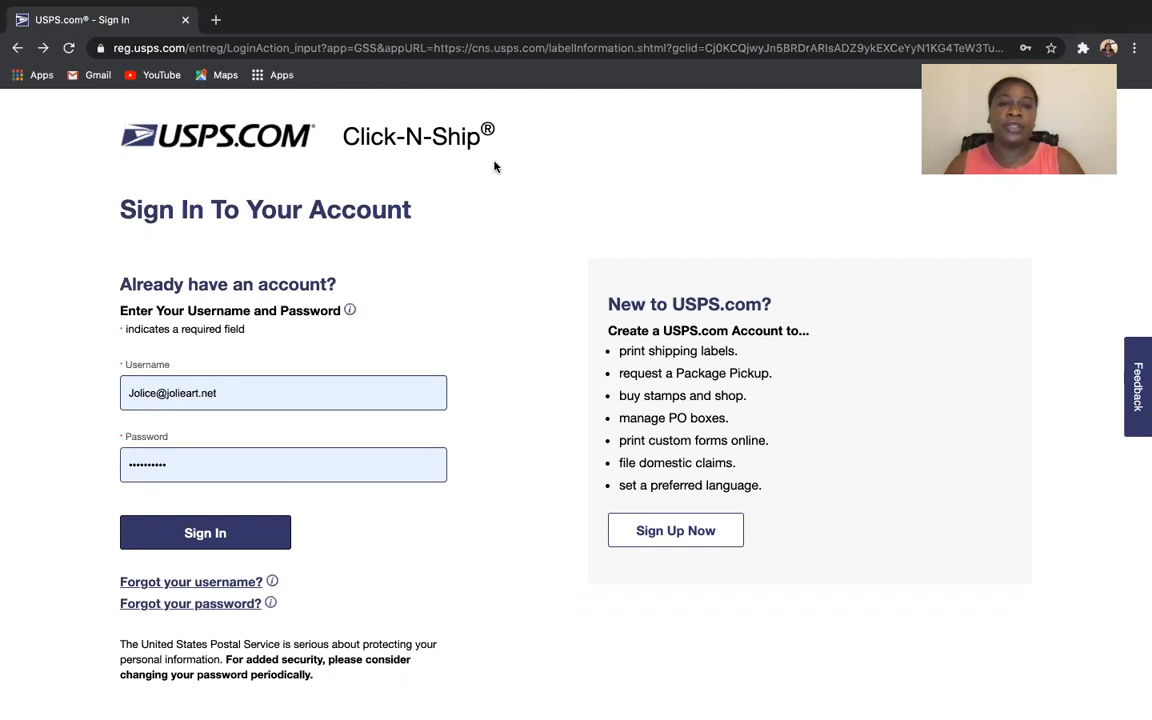 USPS.com® - Sign In
reg.usps.com/entreg/LoginAction_input?app=GSS&appURL=https://cns.usps.com/labelInformation.shtml?gclid=Cj0KCQjwyJn5BRDrARIsADZ9ykEXCeYyN1KG4TeW3Tu...
Apps Gmail YouTube Maps Apps
USPS.COM Click-N-Ship®
Sign In To Your Account
Already have an account?
Enter Your Username and Password
* indicates a required field
* Username
Jolice@jolieart.net
* Password
••••••••••
Sign In
Forgot your username?
Forgot your password?
The United States Postal Service is serious about protecting your
personal information. For added security, please consider
changing your password periodically.
New to USPS.com?
Create a USPS.com Account to...
• print shipping labels.
• request a Package Pickup.
• buy stamps and shop.
• manage PO boxes.
• print custom forms online.
• file domestic claims.
• set a preferred language.
Sign Up Now
Feedback